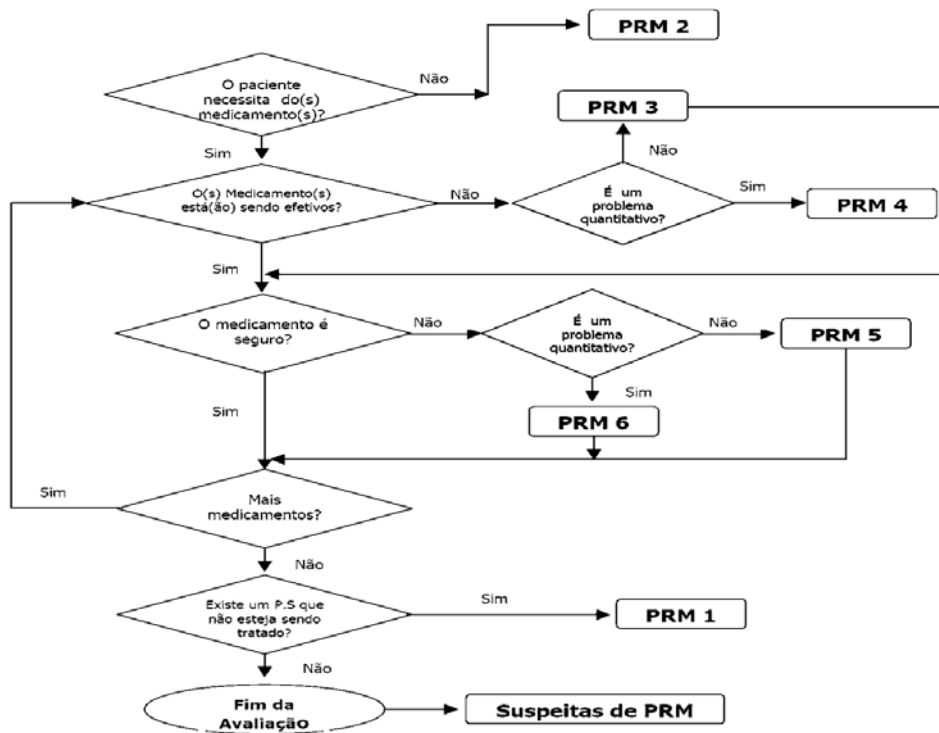 PRM 2
Não
O paciente
necessita do(s)
medicamento(s)?
PRM 3
Sim
Não
O(s) Medicamento(s)
está(ão) sendo efetivos?
Não
É um
problema
quantitativo?
Sim
PRM 4
Sim
O medicamento é
seguro?
Não
É um
problema
quantitativo?
Não
PRM 5
Sim
Sim
PRM 6
Sim
Mais
medicamentos?
Não
Existe um P.S que
não esteja sendo
tratado?
Sim
PRM 1
Não
Fim da
Avaliação
Suspeitas de PRM